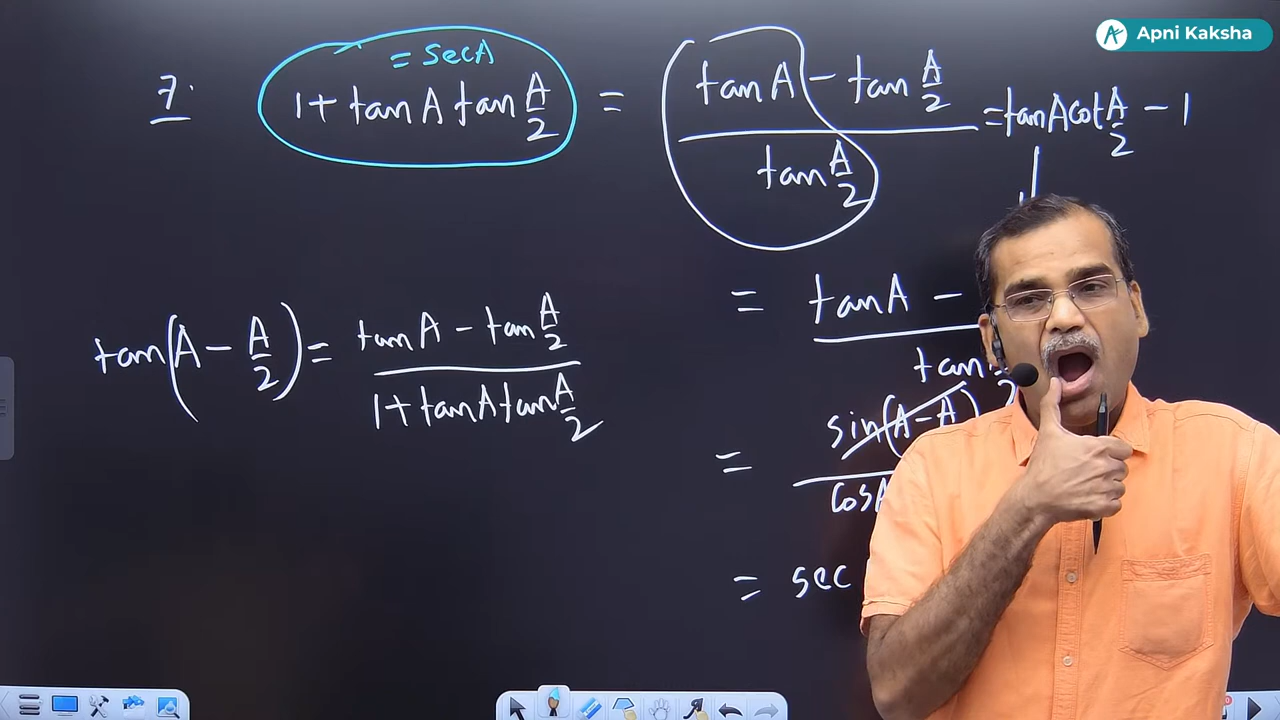 Apni Kaksha
7.
= secA
1 + tanA tan A/2 = (tanA - tan A/2) / (tan A/2) = tanA cot A/2 - 1
= tanA -
tan
tan(A - A/2) = (tanA - tan A/2) / (1 + tanA tan A/2)
= sin(A-A)
cosA
= sec